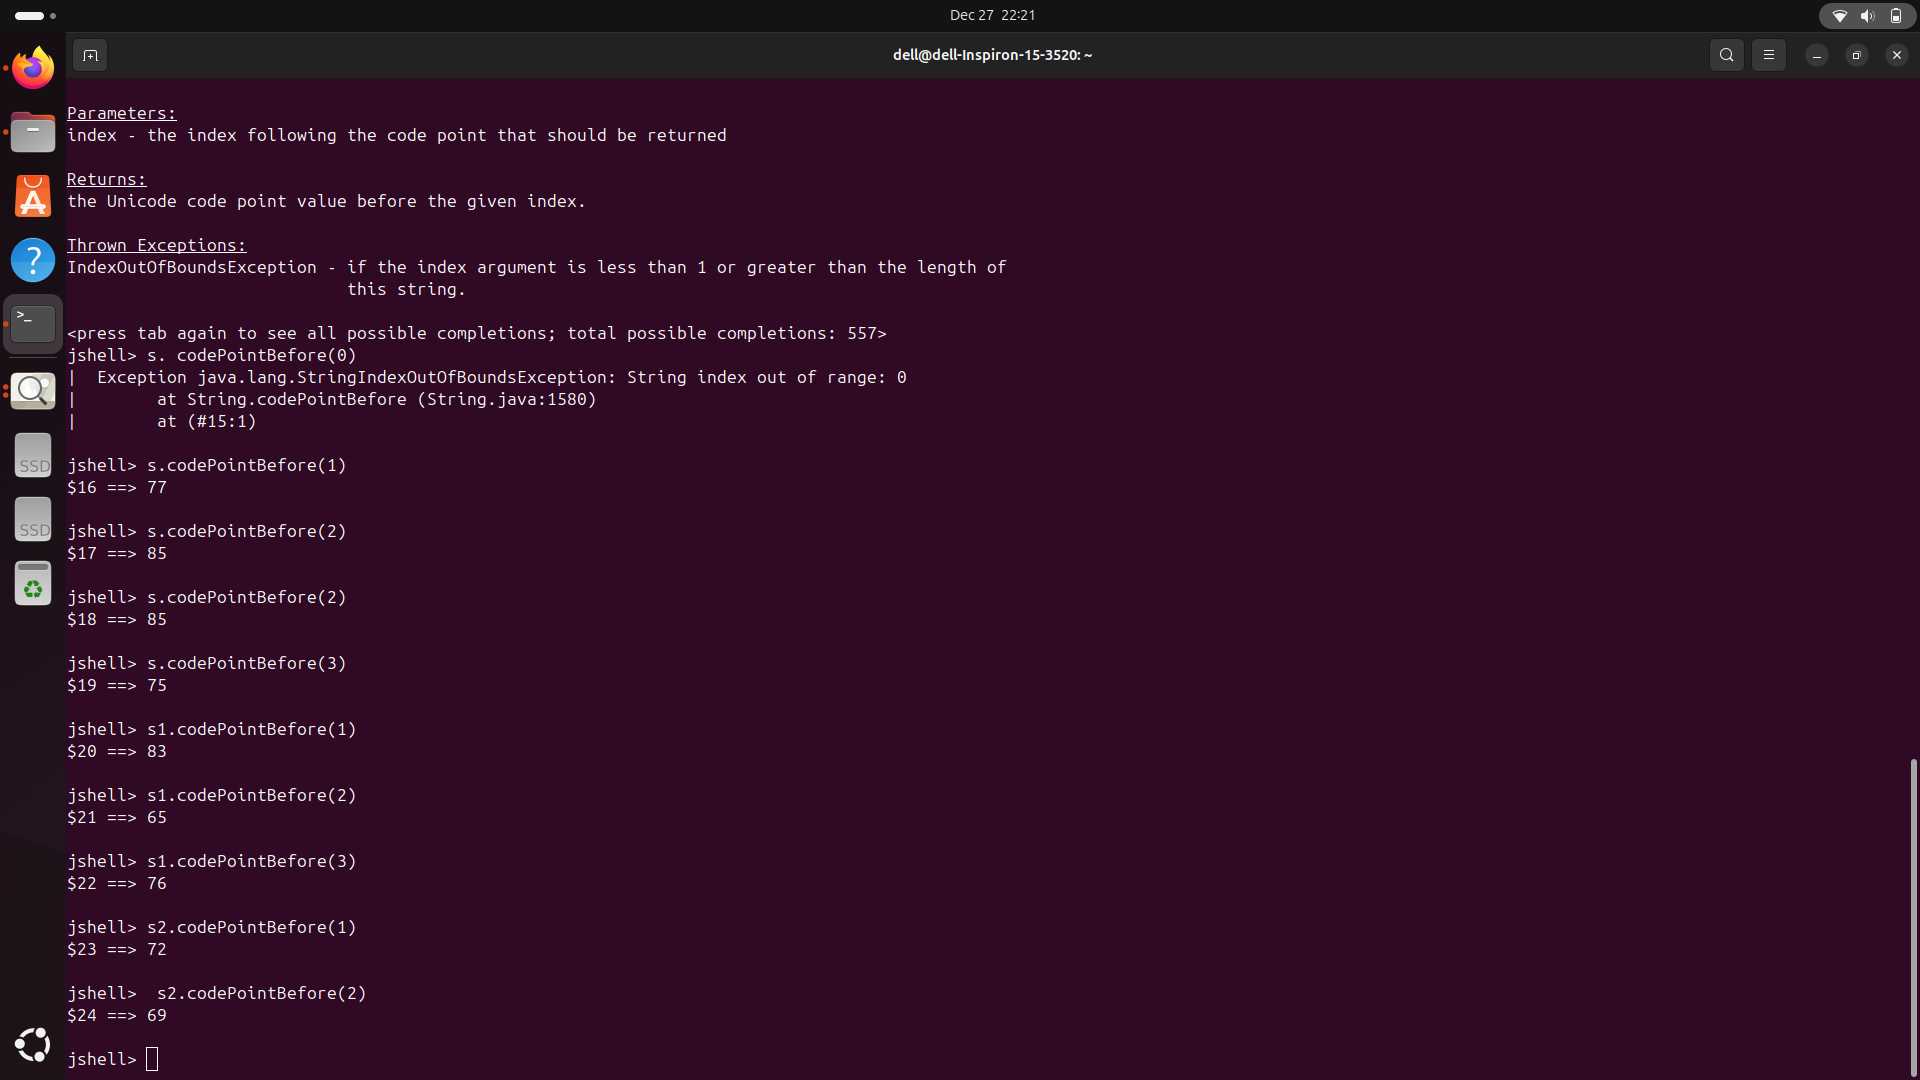 Dec 27 22:21
dell@dell-Inspiron-15-3520: ~
Parameters:
index - the index following the code point that should be returned
Returns:
the Unicode code point value before the given index.
Thrown Exceptions:
IndexOutOfBoundsException - if the index argument is less than 1 or greater than the length of
this string.
<press tab again to see all possible completions; total possible completions: 557>
jshell> s. codePointBefore(0)
|  Exception java.lang.StringIndexOutOfBoundsException: String index out of range: 0
|        at String.codePointBefore (String.java:1580)
|        at (#15:1)
jshell> s.codePointBefore(1)
$16 ==> 77
jshell> s.codePointBefore(2)
$17 ==> 85
jshell> s.codePointBefore(2)
$18 ==> 85
jshell> s.codePointBefore(3)
$19 ==> 75
jshell> s1.codePointBefore(1)
$20 ==> 83
jshell> s1.codePointBefore(2)
$21 ==> 65
jshell> s1.codePointBefore(3)
$22 ==> 76
jshell> s2.codePointBefore(1)
$23 ==> 72
jshell>  s2.codePointBefore(2)
$24 ==> 69
jshell>
SSD
SSD